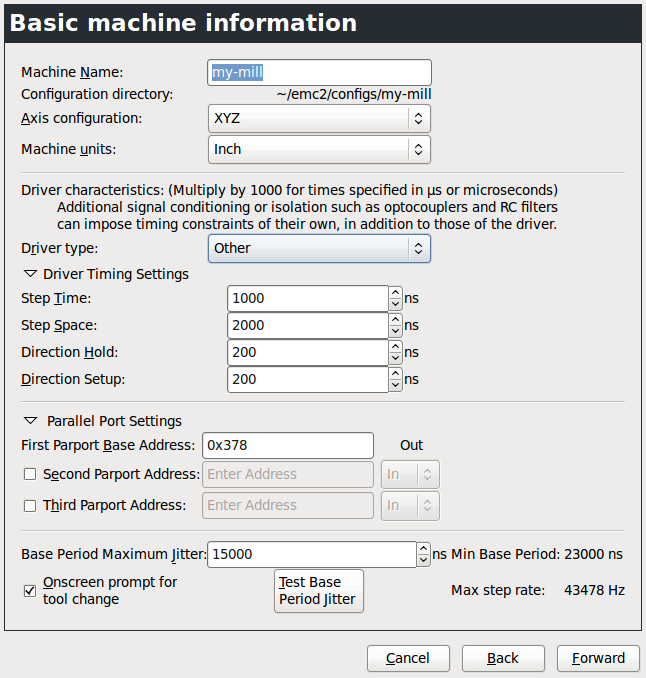 Basic machine information
Machine Name: my-mill
Configuration directory: ~/emc2/configs/my-mill
Axis configuration: XYZ
Machine units: Inch
Driver characteristics: (Multiply by 1000 for times specified in µs or microseconds)
Additional signal conditioning or isolation such as optocouplers and RC filters
can impose timing constraints of their own, in addition to those of the driver.
Driver type: Other
Driver Timing Settings
Step Time: 1000 ns
Step Space: 2000 ns
Direction Hold: 200 ns
Direction Setup: 200 ns
Parallel Port Settings
First Parport Base Address: 0x378 Out
Second Parport Address: Enter Address In
Third Parport Address: Enter Address In
Base Period Maximum Jitter: 15000 ns Min Base Period: 23000 ns
Onscreen prompt for
tool change
Test Base
Period Jitter
Max step rate: 43478 Hz
Cancel Back Forward